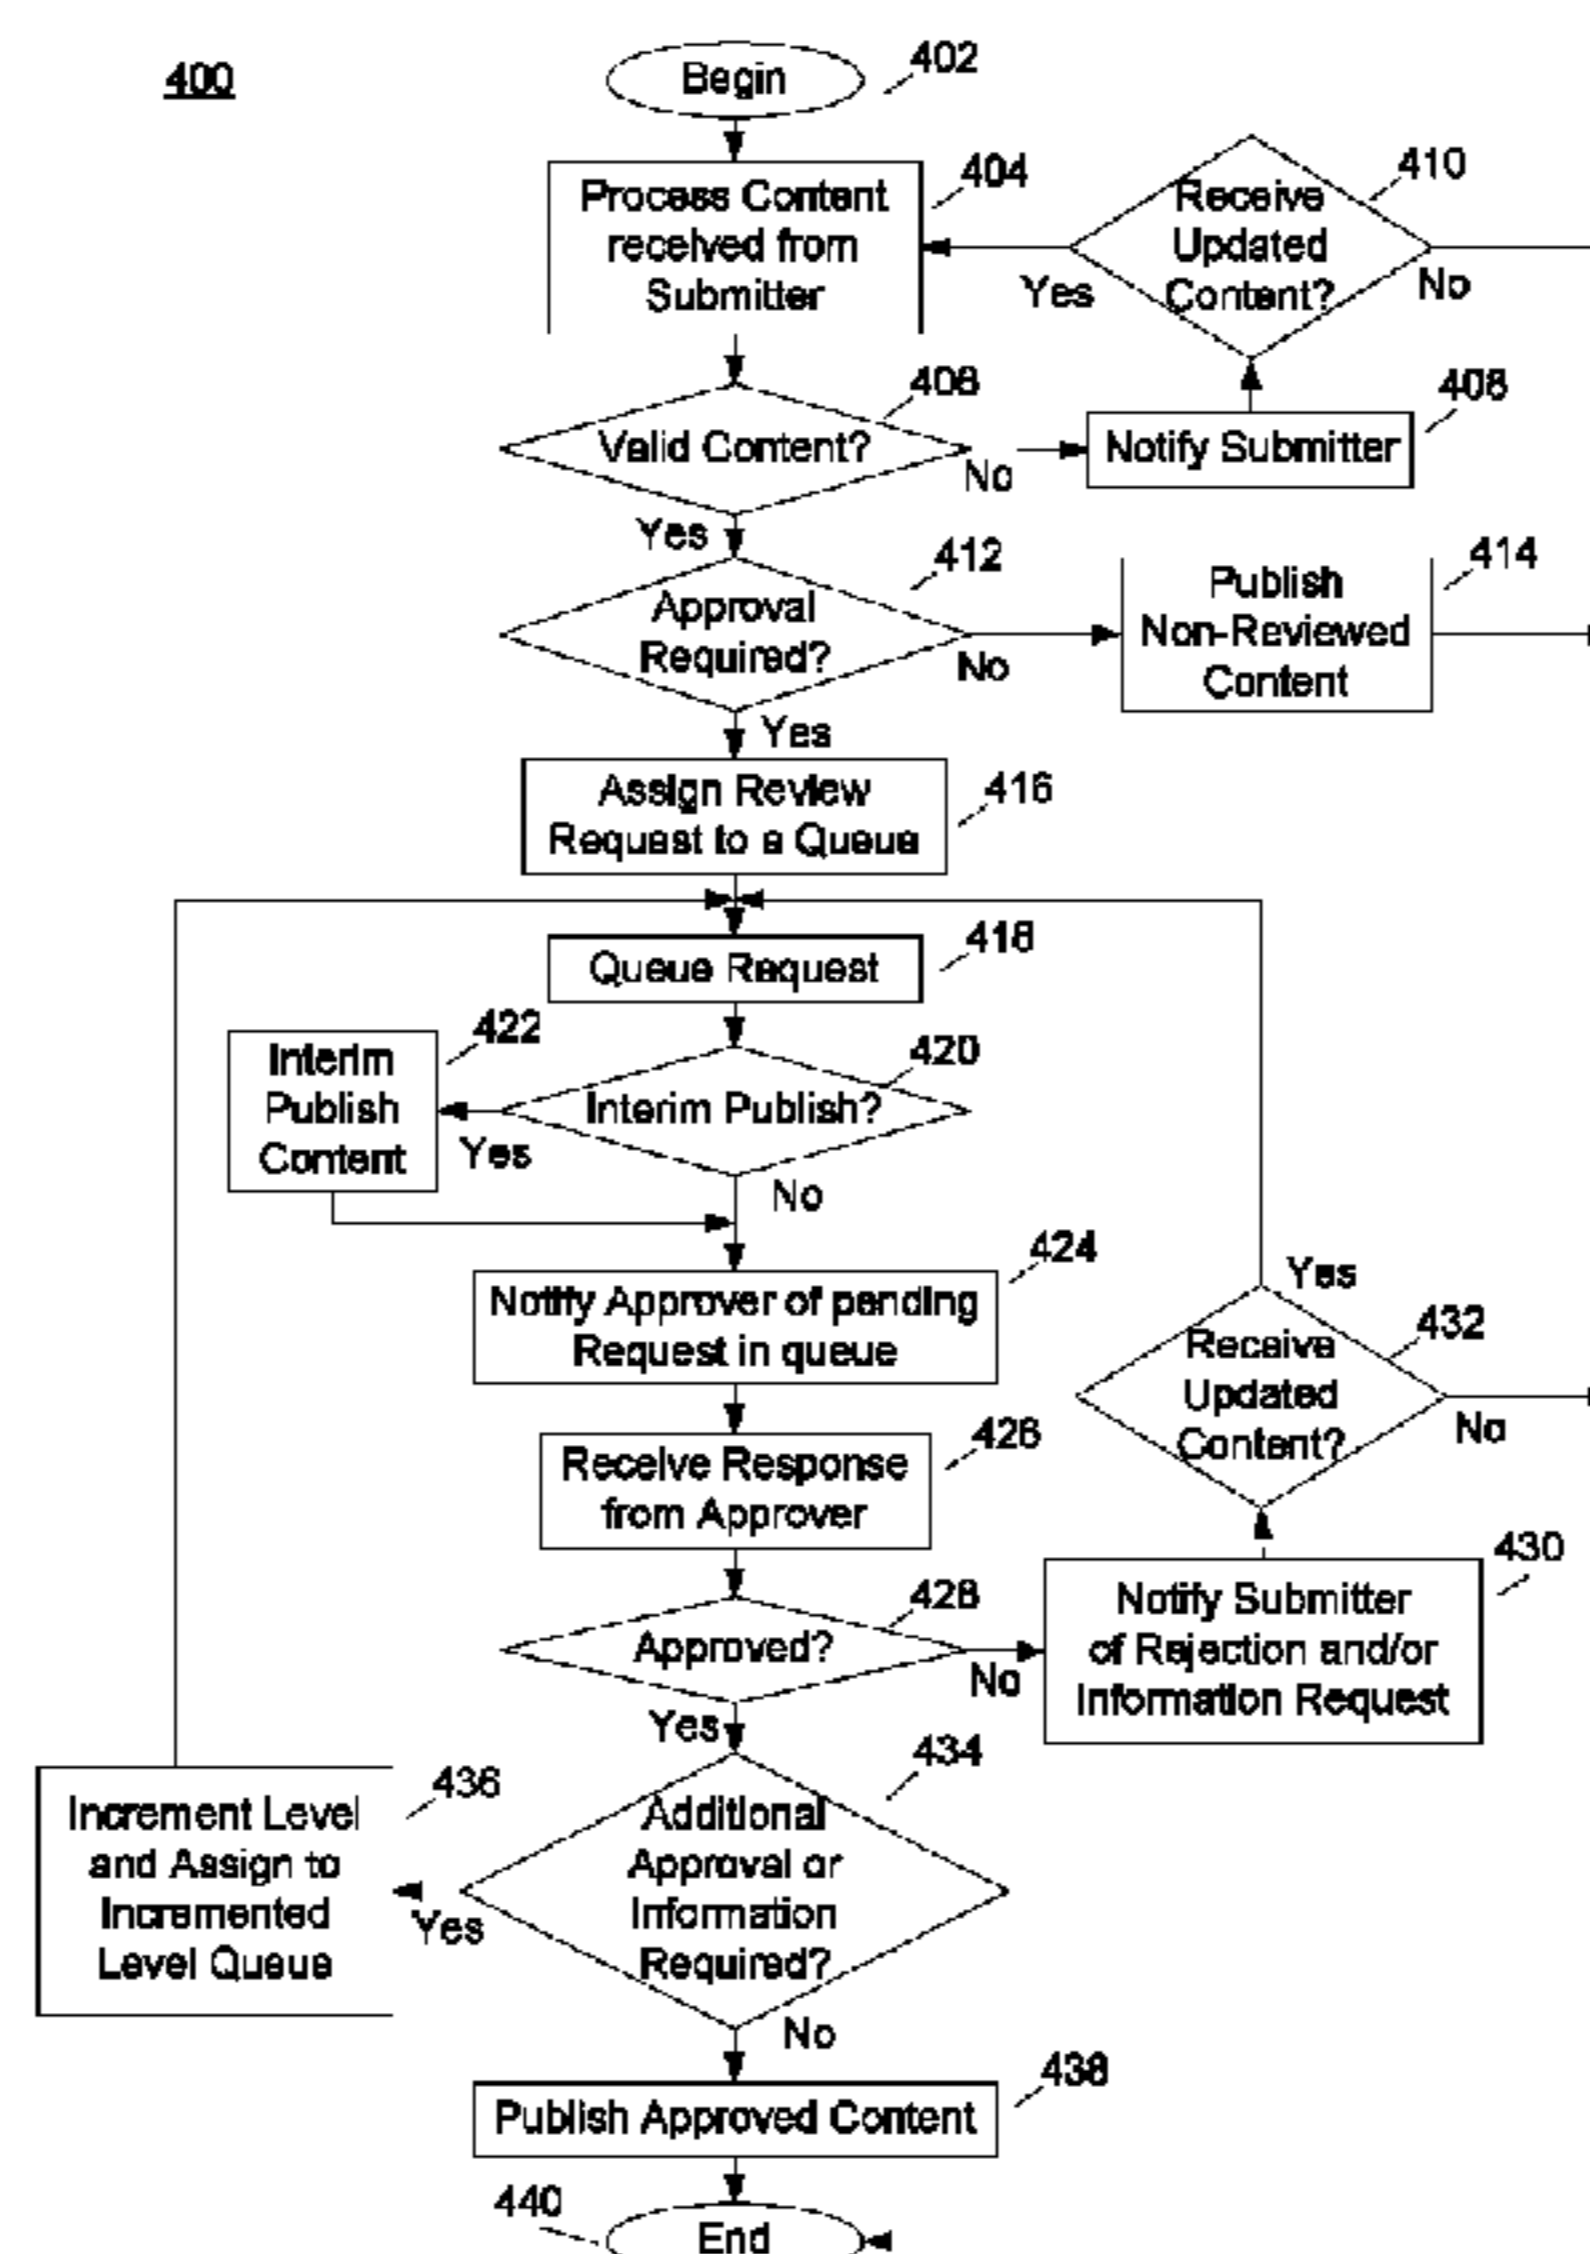 400
Begin
402
Process Content
received from
Submitter
404
Receive
Updated
Content?
410
Yes
No
Valid Content?
406
No
Notify Submitter
408
Yes
Approval
Required?
412
No
Publish
Non-Reviewed
Content
414
Yes
Assign Review
Request to a Queue
416
Queue Request
418
Interim Publish?
420
Yes
Interim
Publish
Content
422
No
Notify Approver of pending
Request in queue
424
Receive Response
from Approver
426
Approved?
428
No
Notify Submitter
of Rejection and/or
Information Request
430
Receive
Updated
Content?
432
Yes
No
Yes
Additional
Approval or
Information
Required?
434
Yes
Increment Level
and Assign to
Incremented
Level Queue
436
No
Publish Approved Content
438
440
End